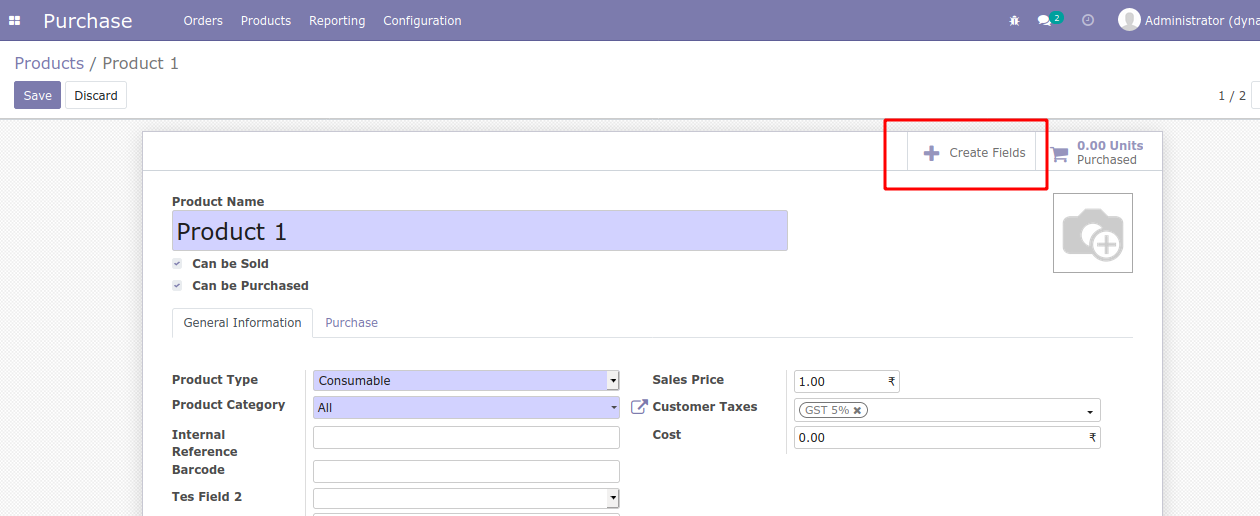 Purchase Orders Products Reporting Configuration 2 Administrator (dyna
Products / Product 1
Save Discard 1 / 2
Create Fields 0.00 Units
Purchased
Product Name
Product 1
Can be Sold
Can be Purchased
General Information Purchase
Product Type Consumable Sales Price 1.00 ₹
Product Category All Customer Taxes GST 5% ✖
Internal Cost 0.00 ₹
Reference
Barcode
Tes Field 2